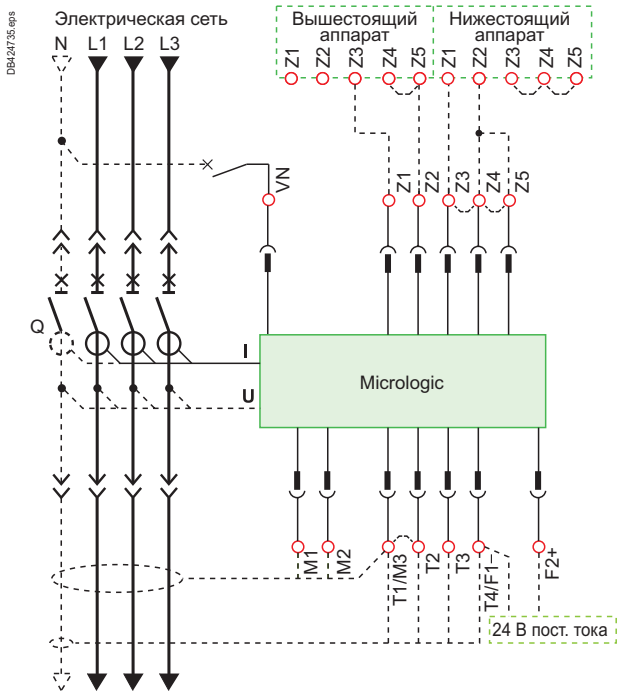 DB424735.eps
Электрическая сеть
N L1 L2 L3
Вышестоящий
аппарат
Нижестоящий
аппарат
Z1 Z2 Z3 Z4 Z5 Z1 Z2 Z3 Z4 Z5
VN Z1 Z2 Z3 Z4 Z5
Q
I
U
Micrologic
M1 M2 T1/M3 T2 T3 T4/F1– F2+
24 В пост. тока